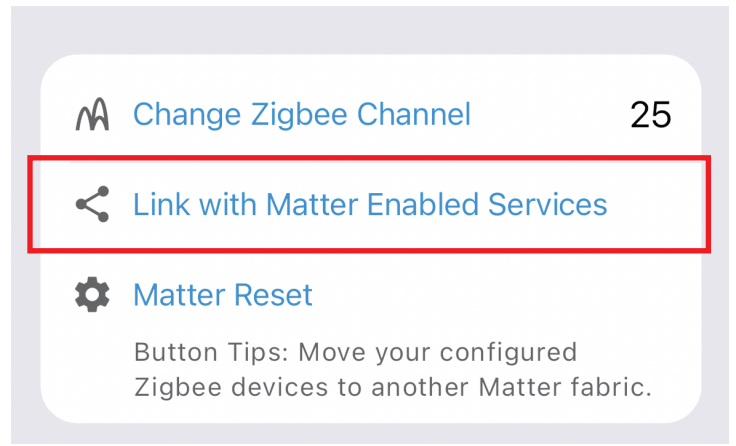 Change Zigbee Channel 25
Link with Matter Enabled Services
Matter Reset
Button Tips: Move your configured
Zigbee devices to another Matter fabric.